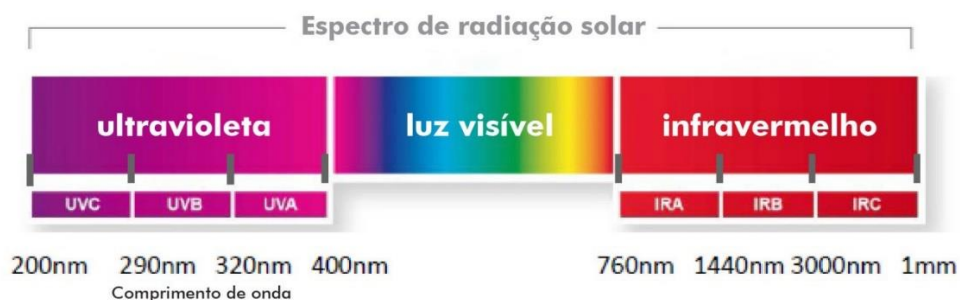 Espectro de radiação solar
ultravioleta luz visível infravermelho
UVC UVB UVA IRA IRB IRC
200nm 290nm 320nm 400nm 760nm 1440nm 3000nm 1mm
Comprimento de onda